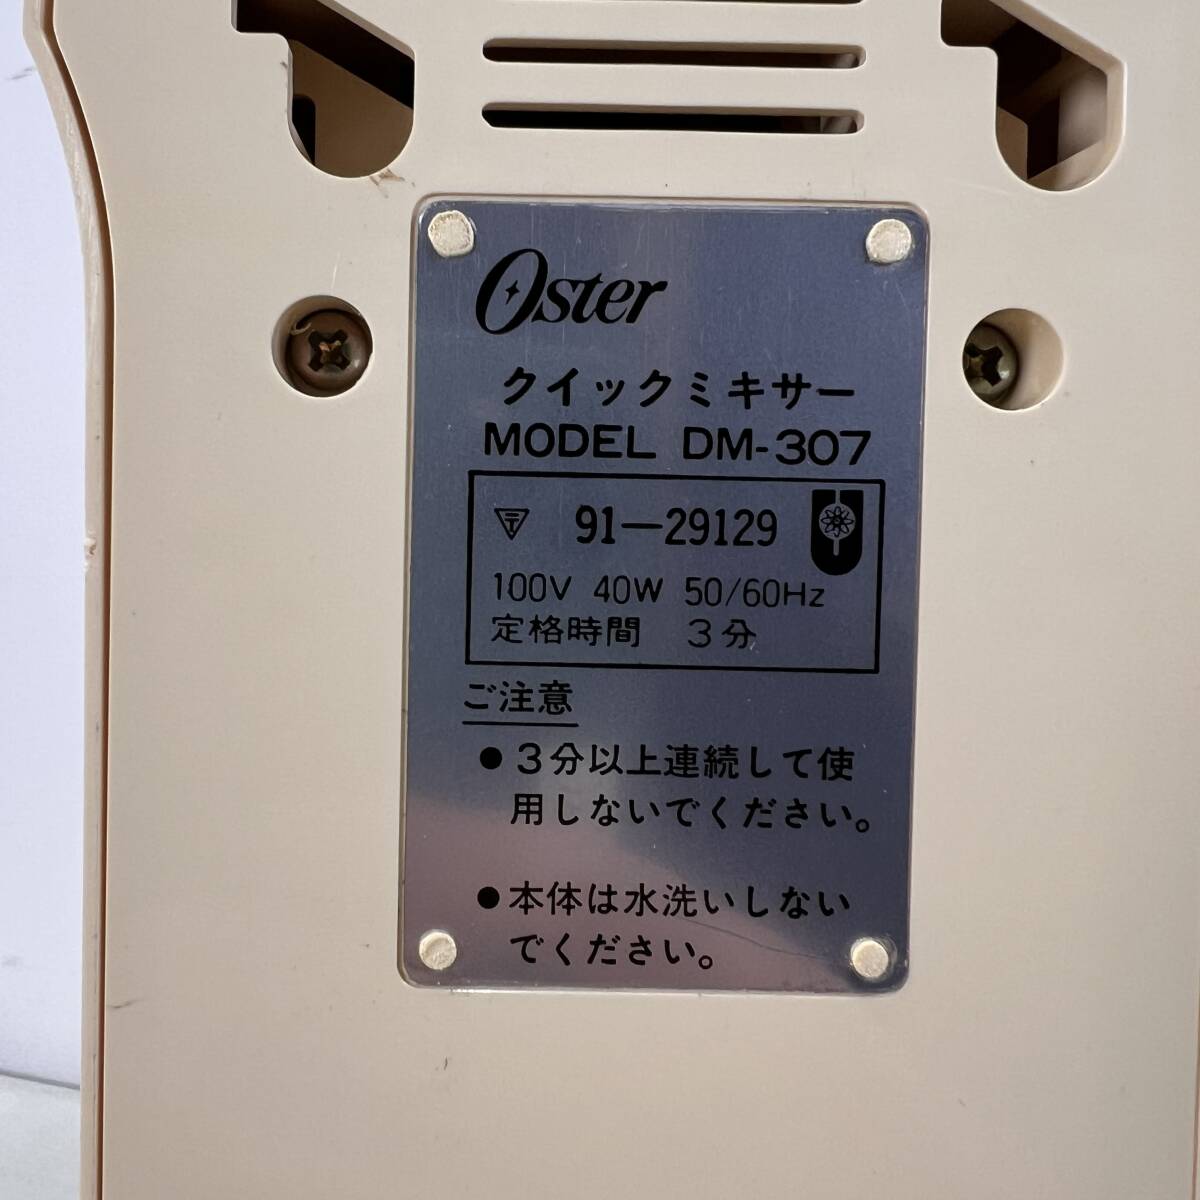 Oster
クイックミキサー
MODEL DM-307
91-29129
100V 40W 50/60Hz
定格時間 3分
ご注意
●3分以上連続して使
用しないでください。
●本体は水洗いしない
でください。